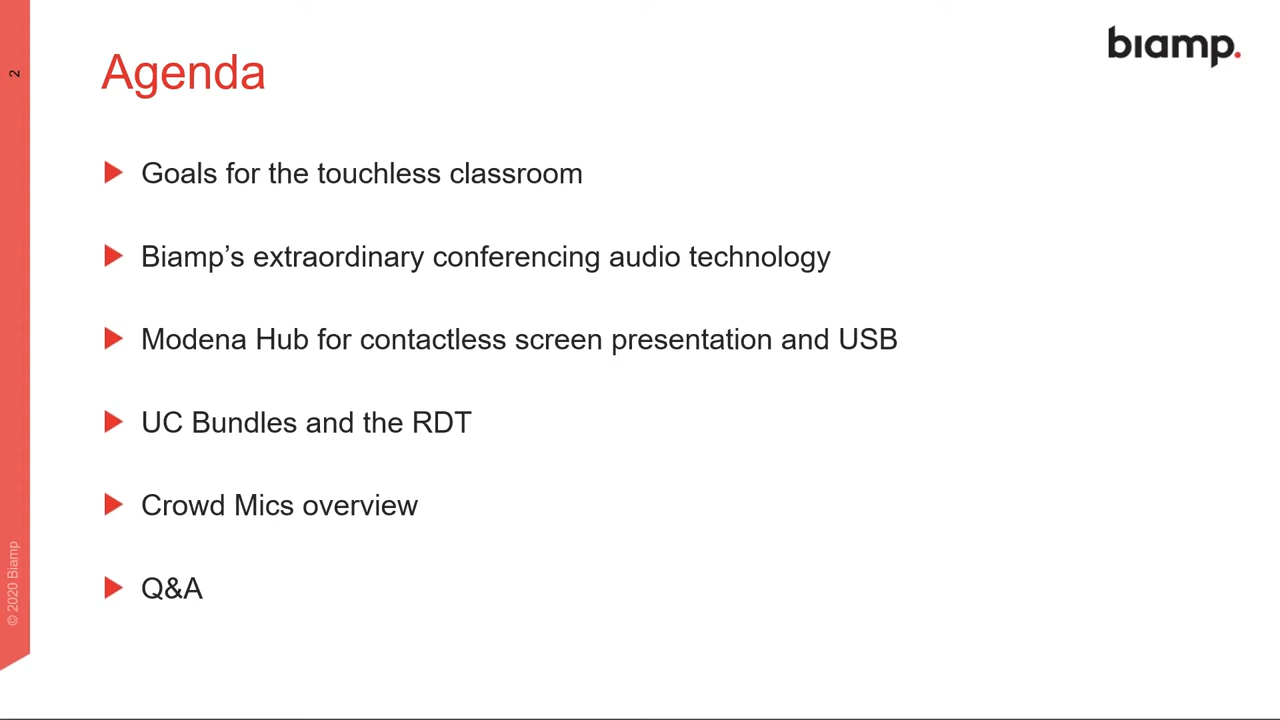 2
Agenda
biamp.
Goals for the touchless classroom
Biamp’s extraordinary conferencing audio technology
Modena Hub for contactless screen presentation and USB
UC Bundles and the RDT
Crowd Mics overview
Q&A
© 2020 Biamp